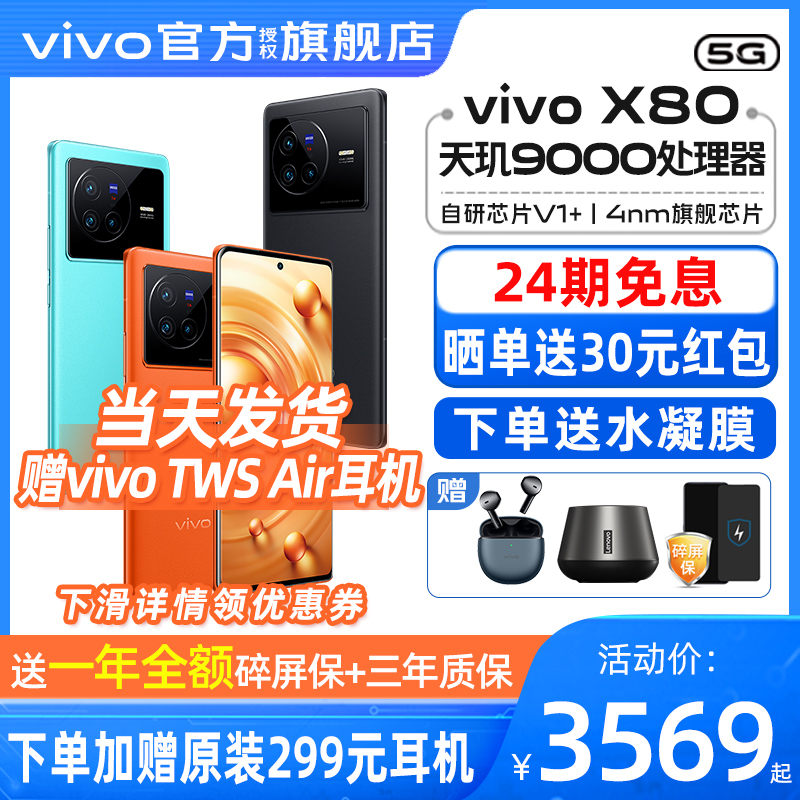 vivo官方授权旗舰店
5G
vivo X80
天玑9000处理器
自研芯片V1+|4nm旗舰芯片
24期免息
晒单送30元红包
下单送水凝膜
当天发货
赠vivo TWS Air耳机
vivo
赠
Lenovo
碎屏保
下滑详情领优惠券
送一年全额碎屏保+三年质保
活动价:
下单加赠原装299元耳机
¥3569起